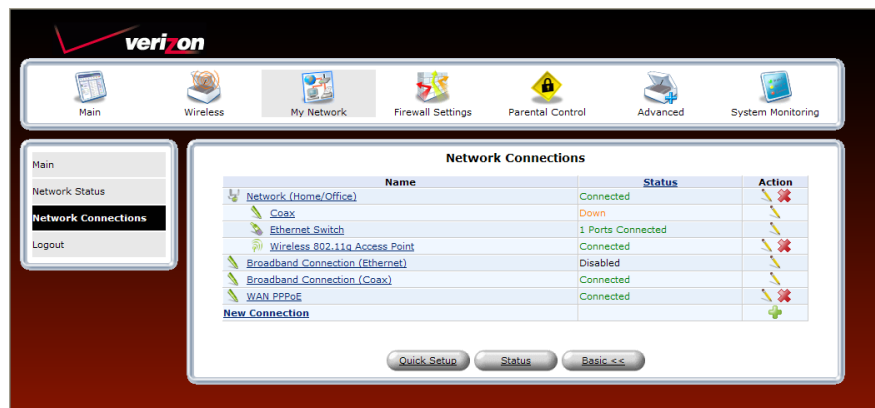 verizon
Main Wireless My Network Firewall Settings Parental Control Advanced System Monitoring
Main
Network Status
Network Connections
Logout
Network Connections
Name Status Action
Network (Home/Office) Connected
Coax Down
Ethernet Switch 1 Ports Connected
Wireless 802.11g Access Point Connected
Broadband Connection (Ethernet) Disabled
Broadband Connection (Coax) Connected
WAN PPPoE Connected
New Connection
Quick Setup Status Basic <<